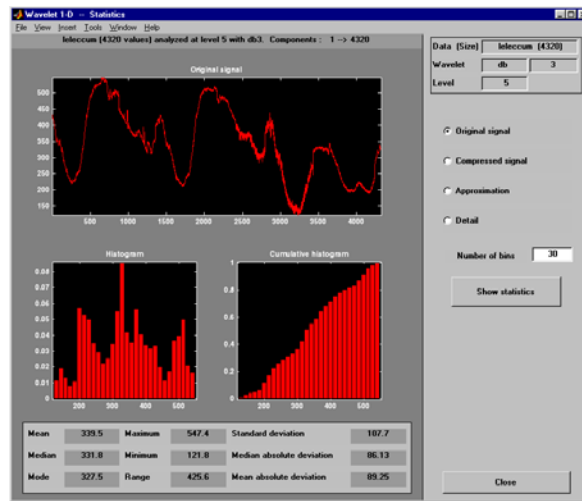 Wavelet 1-D -- Statistics
File View Insert Tools Window Help
leleccum (4320 values) analyzed at level 5 with db3. Components : 1 --> 4320
Original signal
500
450
400
350
300
250
200
150
500 1000 1500 2000 2500 3000 3500 4000
Histogram
0.08
0.07
0.06
0.05
0.04
0.03
0.02
0.01
0
200 300 400 500
Cumulative histogram
1
0.8
0.6
0.4
0.2
0
200 300 400 500
Mean 339.5 Maximum 547.4 Standard deviation 107.7
Median 331.8 Minimum 121.8 Median absolute deviation 86.13
Mode 327.5 Range 425.6 Mean absolute deviation 89.25
Data (Size) leleccum (4320)
Wavelet db 3
Level 5
Original signal
Compressed signal
Approximation
Detail
Number of bins 30
Show statistics
Close